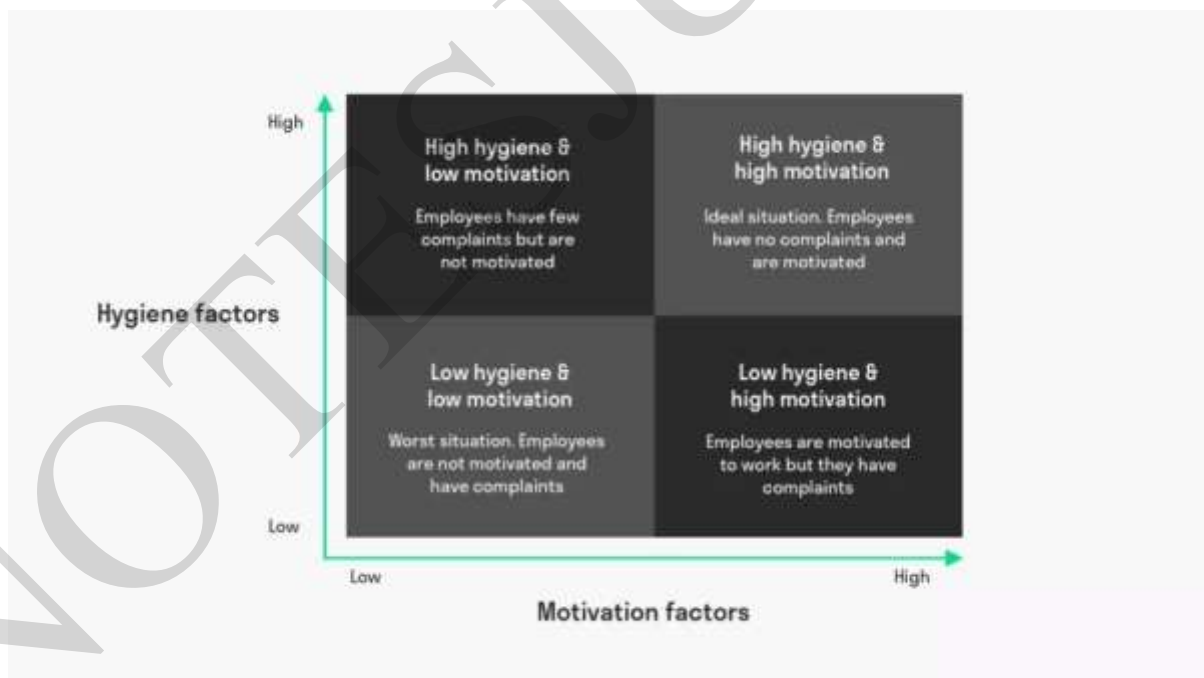 High
High hygiene &
low motivation
Employees have few
complaints but are
not motivated
High hygiene &
high motivation
Ideal situation. Employees
have no complaints and
are motivated
Hygiene factors
Low hygiene &
low motivation
Worst situation. Employees
are not motivated and
have complaints
Low hygiene &
high motivation
Employees are motivated
to work but they have
complaints
Low
Low
High
Motivation factors
NOTESJU